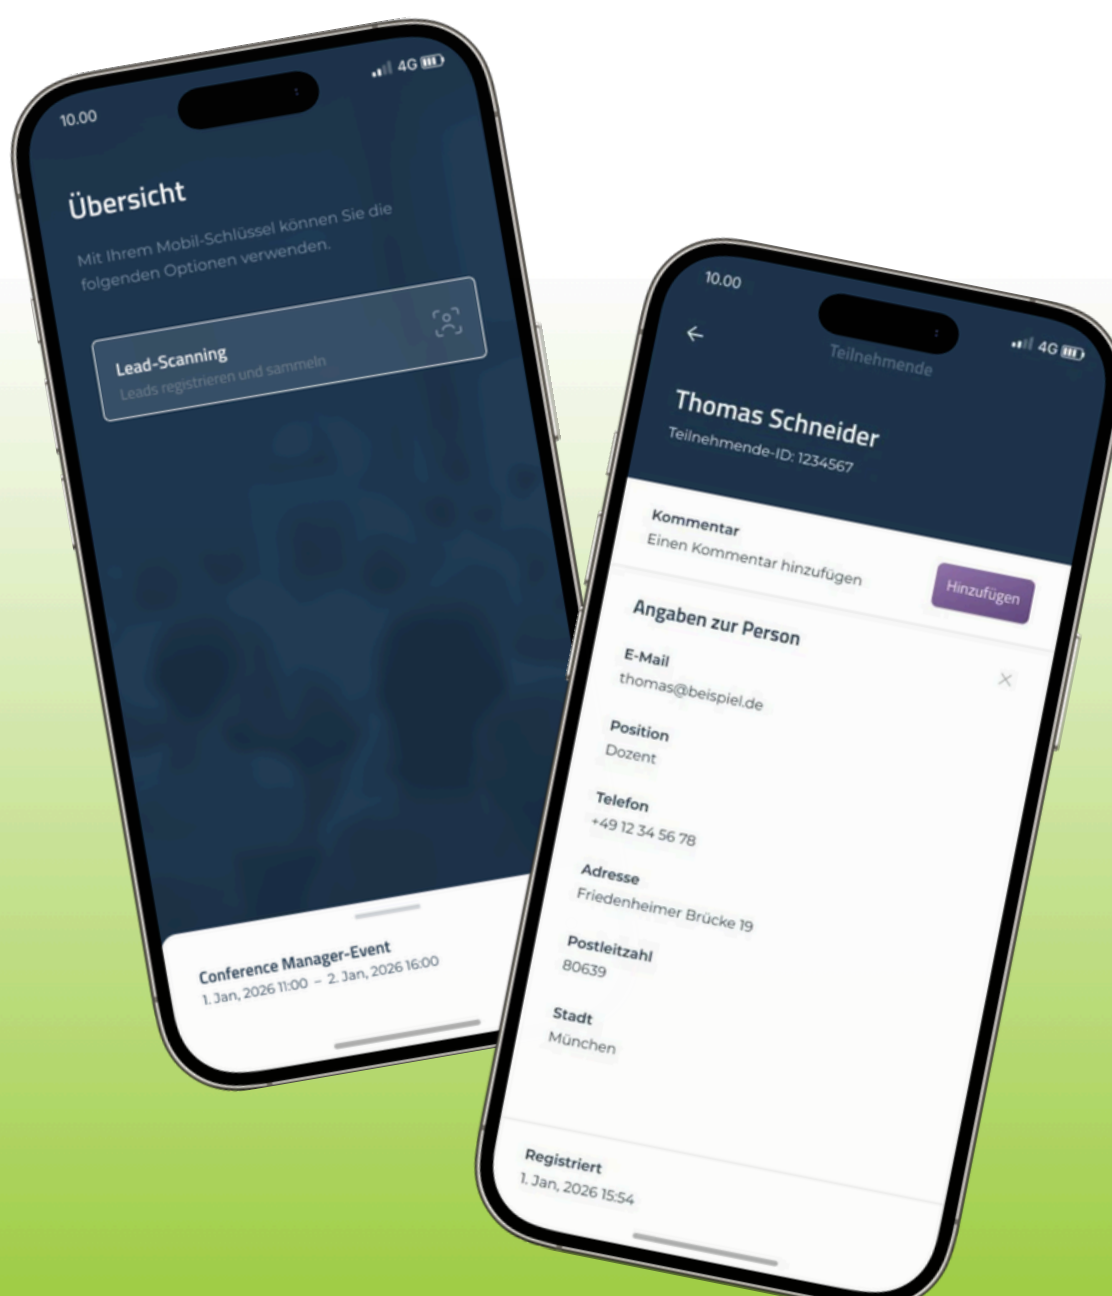 10.00
4G
Übersicht
Mit Ihrem Mobil-Schlüssel können Sie die
folgenden Optionen verwenden.
Lead-Scanning
Leads registrieren und sammeln
Conference Manager-Event
1. Jan, 2026 11:00 – 2. Jan, 2026 16:00
10.00
4G
Teilnehmende
Thomas Schneider
Teilnehmende-ID: 1234567
Kommentar
Einen Kommentar hinzufügen
Hinzufügen
Angaben zur Person
E-Mail
thomas@beispiel.de
Position
Dozent
Telefon
+49 12 34 56 78
Adresse
Friedenheimer Brücke 19
Postleitzahl
80639
Stadt
München
Registriert
1. Jan, 2026 15:54